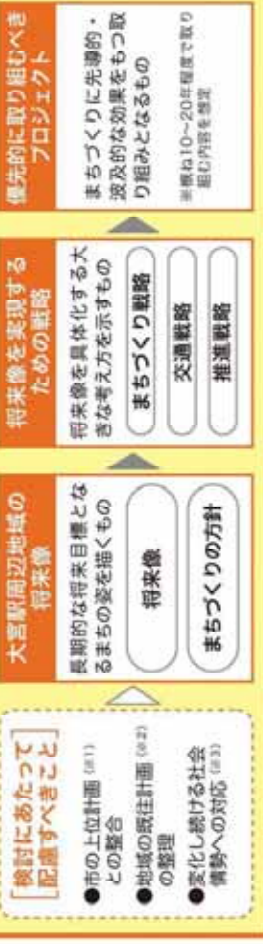 [検討にあたって
配慮すべきこと]
●市の上位計画(※1)
との整合
●地域の既往計画(※2)
の整理
●変化し続ける社会
情勢への対応(※3)
大宮駅周辺地域の
将来像
長期的な将来目標とな
るまちの姿を描くもの
将来像
まちづくりの方針
将来像を実現する
ための戦略
将来像を具体化する大
きな考え方を示すもの
まちづくり戦略
交通戦略
推進戦略
優先的に取り組むべき
プロジェクト
まちづくりに先導的・
波及的な効果をもつ取
り組みとなるもの
※概ね10～20年程度で取り
組む内容を想定